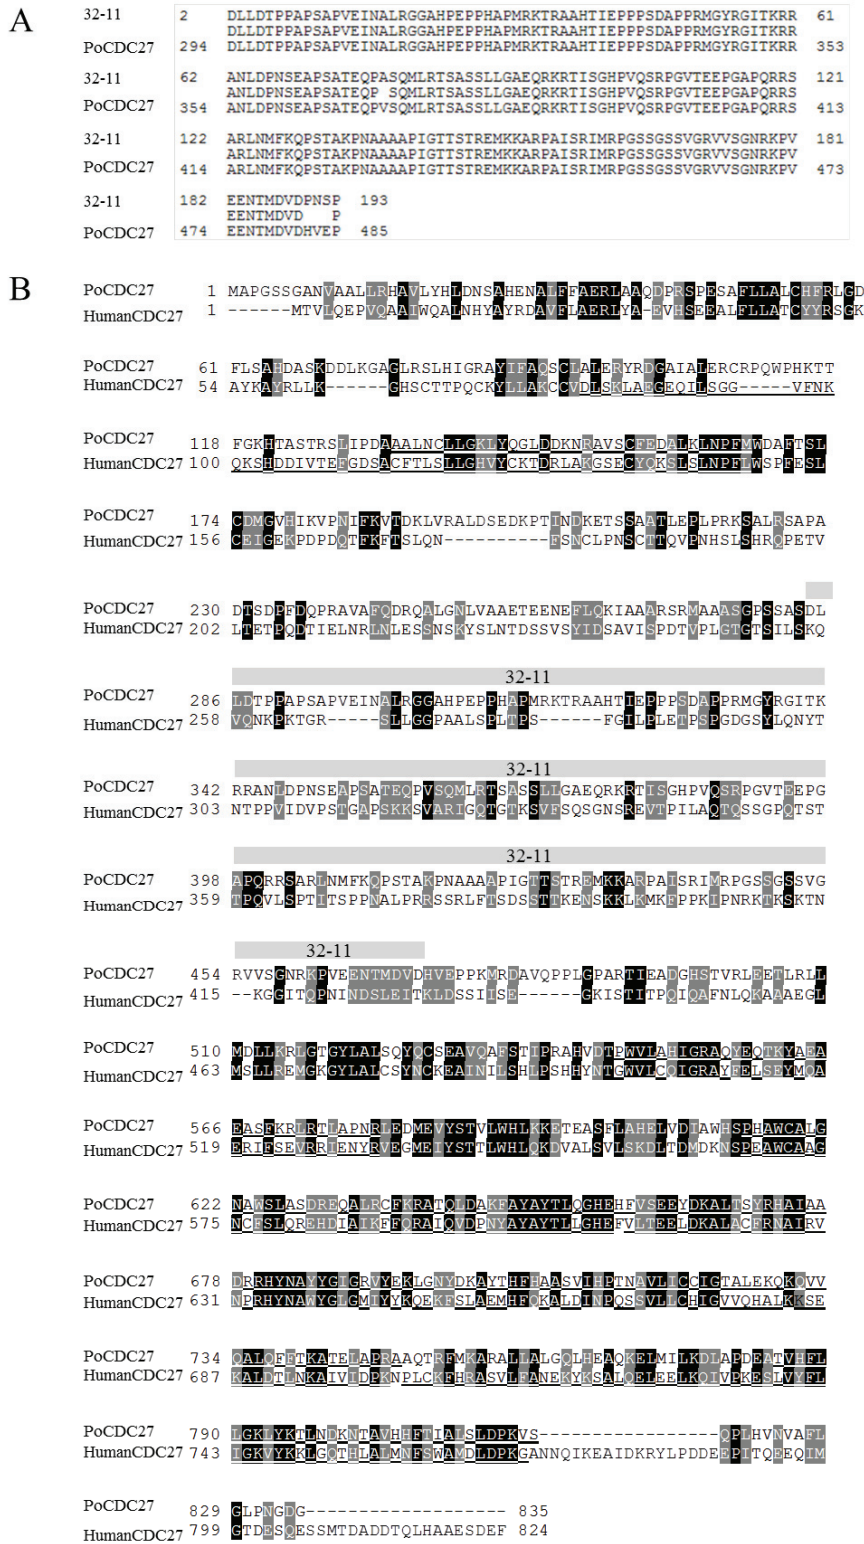 A
32-11 2 DLLDTPPAPSAPVEINALRGGAHPEPPHAPMRKTRAAHTIEPPPSDAPPRMGYRGITKRR 61
DLLDTPPAPSAPVEINALRGGAHPEPPHAPMRKTRAAHTIEPPPSDAPPRMGYRGITKRR
PoCDC27 294 DLLDTPPAPSAPVEINALRGGAHPEPPHAPMRKTRAAHTIEPPPSDAPPRMGYRGITKRR 353
32-11 62 ANLDPNSEAPSATEQPASQMLRTSASSLLGAEQRKRTISGHPVQSRPGVTEEPGAPQRRS 121
ANLDPNSEAPSATEQP SQMLRTSASSLLGAEQRKRTISGHPVQSRPGVTEEPGAPQRRS
PoCDC27 354 ANLDPNSEAPSATEQPVSQMLRTSASSLLGAEQRKRTISGHPVQSRPGVTEEPGAPQRRS 413
32-11 122 ARLNMFKQPSTAKPNAAAAPIGTTSTREMKKARPAISRIMRPGSSGSSVGRVVSGNRKPV 181
ARLNMFKQPSTAKPNAAAAPIGTTSTREMKKARPAISRIMRPGSSGSSVGRVVSGNRKPV
PoCDC27 414 ARLNMFKQPSTAKPNAAAAPIGTTSTREMKKARPAISRIMRPGSSGSSVGRVVSGNRKPV 473
32-11 182 EENTMDVDPNSP 193
EENTMDVD P
PoCDC27 474 EENTMDVDHVEP 485
B
PoCDC27 1 MAPGSSGANVAALLRHAVLYHLDNSAHENALFFAERLAAQDPRSPESAFLLALCHFRLGD
HumanCDC27 1 ------MTVLQEPVQAAIWQALNHYAYRDAVFLAERLYA-EVHSEEALFLLATCYYRSGK
PoCDC27 61 FLSAHDASKDDLKGAGLRSLHIGRAYIFAQSCLALERYRDGAIALERCRPQWPHKTT
HumanCDC27 54 AYKAYRLLK------GHSCTTPQCKYLLAKCCVDLSKLAEGEQILSGG-----VFNK
PoCDC27 118 FGKHTASTRSLIPDAAALNCLLGKLYQGLDDKNRAVSCFEDALKLNPFMWDAFTSL
HumanCDC27 100 QKSHDDIVTEFGDSACFTLSLLGHVYCKTDRLAKGSECYQKSLSLNPFLWSPFESL
PoCDC27 174 CDMGVHIKVPNIFKVTDKLVRALDSEDKPTINDKETSSAATLEPLPRKSALRSAPA
HumanCDC27 156 CEIGEKPDPDQTFKFTSLQN----------FSNCLPNSCTTQVPNHSLSHRQPETV
PoCDC27 230 DTSDPFDQPRAVAFQDRQALGNLVAAETEENEFLQKIAAARSRMAAASGPSSASDL
HumanCDC27 202 LTETPQDTIELNRLNLESSNSKYSLNTDSSVSYIDSAVISPDTVPLGTGTSILSKQ
32-11
PoCDC27 286 LDTPPAPSAPVEINALRGGAHPEPPHAPMRKTRAAHTIEPPPSDAPPRMGYRGITK
HumanCDC27 258 VQNKPKTGR-----SLLGGPAALSPLTPS------FGILPLETPSPGDGSYLQNYT
32-11
PoCDC27 342 RRANLDPNSEAPSATEQPVSQMLRTSASSLLGAEQRKRTISGHPVQSRPGVTEEPG
HumanCDC27 303 NTPPVIDVPSTGAPSKKSVARIGQTGTKSVFSQSGNSREVTPILAQTQSSGPQTST
32-11
PoCDC27 398 APQRRSARLNMFKQPSTAKPNAAAAPIGTTSTREMKKARPAISRIMRPGSSGSSVG
HumanCDC27 359 TPQVLSPTITSPPNALPRRSSRLFTSDSSTTKENSKKLKMKFPPKIPNRKTKSKTN
32-11
PoCDC27 454 RVVSGNRKPVEENTMDVDHVEPPKMRDAVQPPLGPARTIEADGHSTVRLEETLRLL
HumanCDC27 415 --KGGITQPNINDSLEITKLDSSIISE------GKISTITPQIQAFNLQKAAAEGL
PoCDC27 510 MDLLKRLGTGYLALSQYQCSEAVQAFSTIPRAHVDTPWVLAHIGRAQYEQTKYAEA
HumanCDC27 463 MSLLREMGKGYLALCSYNCKEAINILSHLPSHHYNTGWVLCQIGRAYFELSEYMQA
PoCDC27 566 EASFKRLRTLAPNRLEDMEVYSTVLWHLKKETEASFLAHELVDIAWHSPHAWCALG
HumanCDC27 519 ERIFSEVRRIENYRVEGMEIYSTTLWHLQKDVALSVLSKDLTDMDKNSPEAWCAAG
PoCDC27 622 NAWSLASDREQALRCFKRATQLDAKFAYAYTLQGHEHFVSEEYDKALTSYRHAIAA
HumanCDC27 575 NCFSLQREHDIAIKFFQRAIQVDPNYAYAYTLLGHEFVLTEELDKALACFRNAIRV
PoCDC27 678 DRRHYNAYYGIGRVYEKLGNYDKAYTHFHAASVIHPTNAVLICCIGTALEKQKQVV
HumanCDC27 631 NPRHYNAWYGLGMIYYKQEKFSLAEMHFQKALDINPQSSVLLCHIGVVQHALKKSE
PoCDC27 734 QALQFFTKATELAPRAAQTRFMKARALLALGQLHEAQKELMILKDLAPDEATVHFL
HumanCDC27 687 KALDTLNKAIVIDPKNPLCKFHRASVLFANEKYKSALQELEELKQIVPKESLVYFL
PoCDC27 790 LGKLYKTLNDKNTAVHHFTIALSLDPKVS-----------------QPLHVNVAFL
HumanCDC27 743 IGKVYKKLGQTHLALMNFSWAMDLDPKGANNQIKEAIDKRYLPDDEEPITQEEQIM
PoCDC27 829 GLPNGDG------------------- 835
HumanCDC27 799 GTDESQESSMTDADDTQLHAAESDEF 824